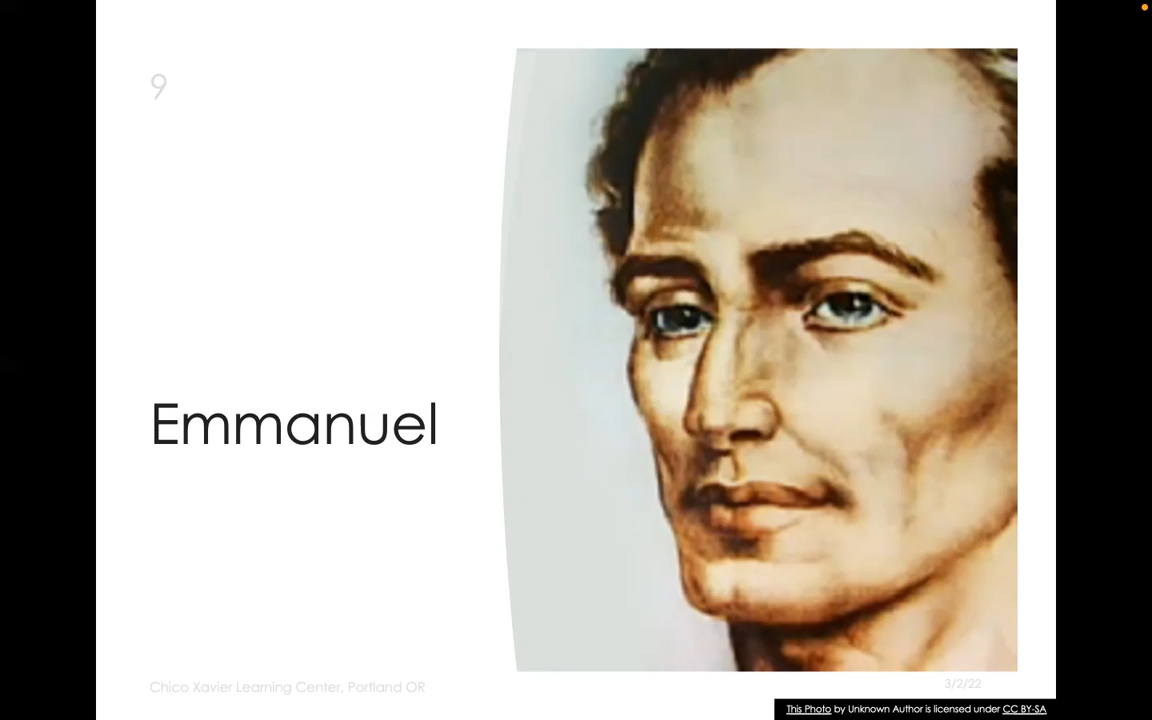 9
Emmanuel
Chico Xavier Learning Center, Portland OR
3/2/22
This Photo by Unknown Author is licensed under CC BY-SA